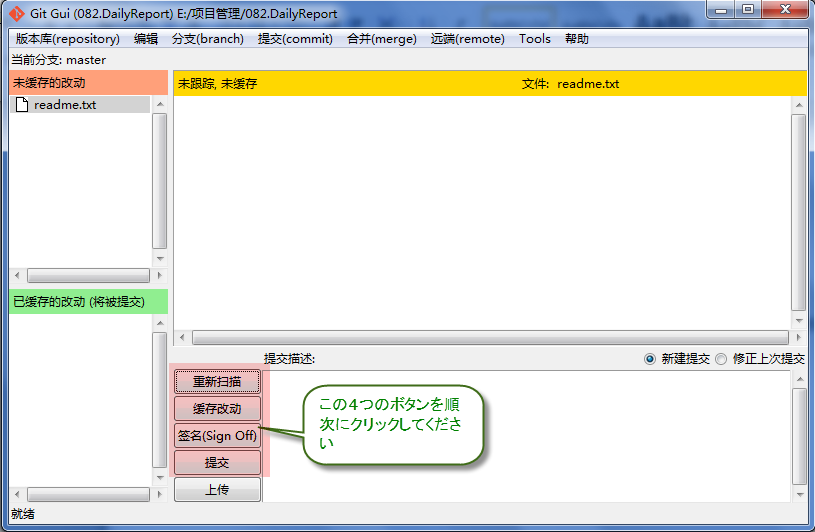 Git Gui (082.DailyReport) E:/项目管理/082.DailyReport
版本库(repository) 编辑 分支(branch) 提交(commit) 合并(merge) 远端(remote) Tools 帮助
当前分支: master
未缓存的改动
readme.txt
未跟踪, 未缓存 文件: readme.txt
已缓存的改动 (将被提交)
提交描述: 新建提交 修正上次提交
重新扫描
缓存改动
签名(Sign Off)
提交
上传
この４つのボタンを順
次にクリックしてくださ
い
就绪